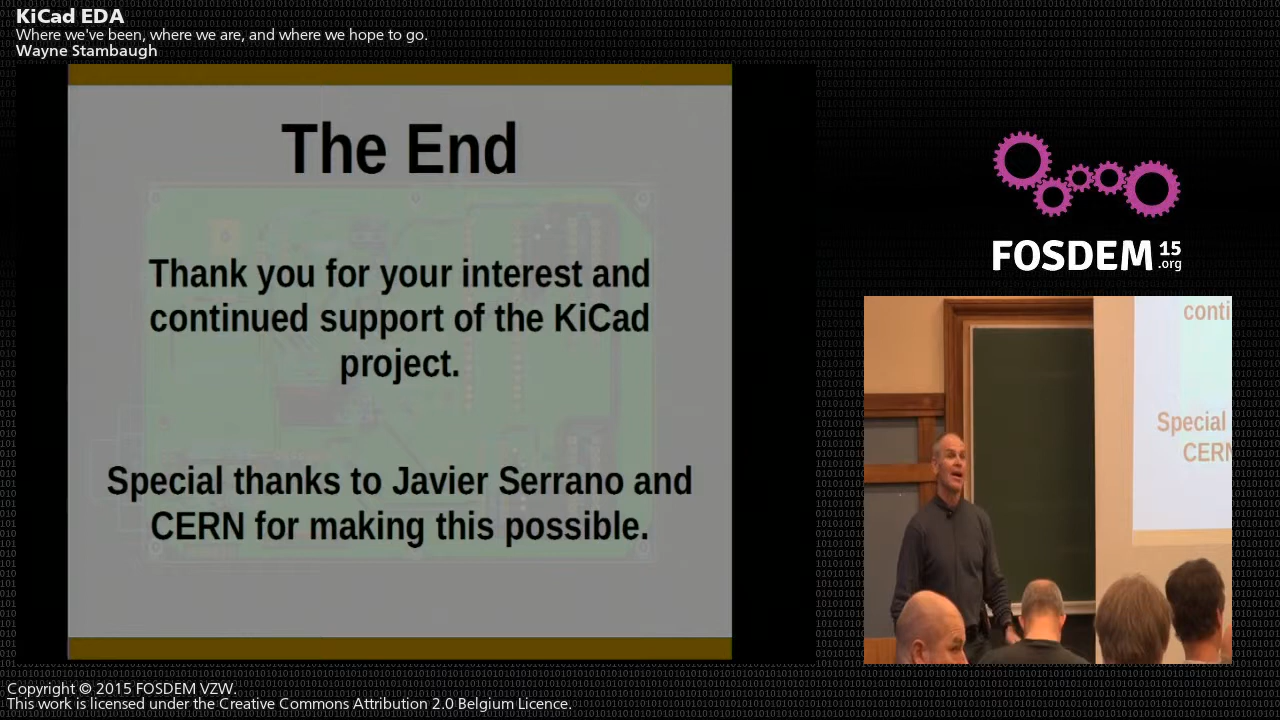 KiCad EDA
Where we've been, where we are, and where we hope to go.
Wayne Stambaugh
The End
Thank you for your interest and
continued support of the KiCad
project.
Special thanks to Javier Serrano and
CERN for making this possible.
FOSDEM 15
.org
conti
Special
CERN
Copyright © 2015 FOSDEM VZW.
This work is licensed under the Creative Commons Attribution 2.0 Belgium Licence.